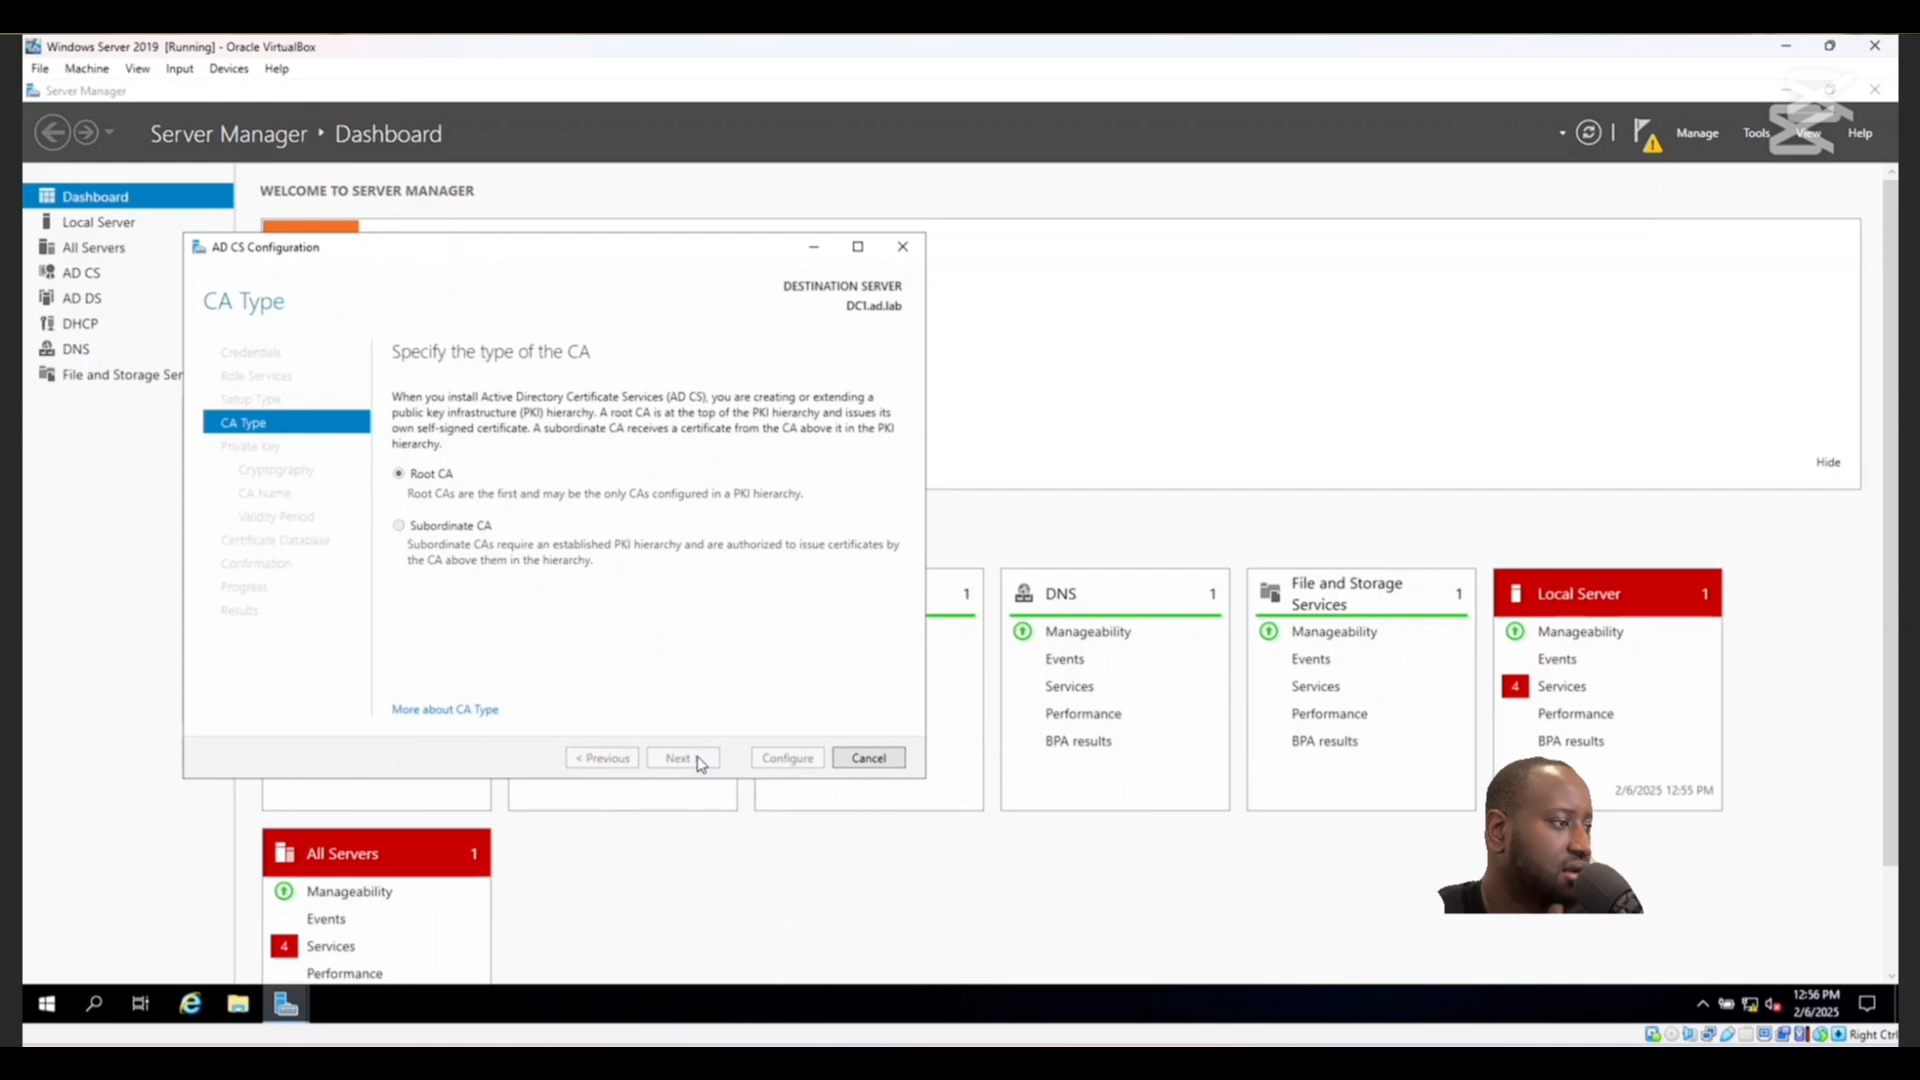 Windows Server 2019 [Running] - Oracle VirtualBox
File Machine View Input Devices Help
Server Manager
Server Manager • Dashboard
Manage Tools View Help
Dashboard
Local Server
All Servers
AD CS
AD DS
DHCP
DNS
File and Storage Ser
WELCOME TO SERVER MANAGER
Hide
AD CS Configuration
CA Type
DESTINATION SERVER
DC1.ad.lab
Credentials
Role Services
Setup Type
CA Type
Private Key
Cryptography
CA Name
Validity Period
Certificate Database
Confirmation
Progress
Results
Specify the type of the CA
When you install Active Directory Certificate Services (AD CS), you are creating or extending a
public key infrastructure (PKI) hierarchy. A root CA is at the top of the PKI hierarchy and issues its
own self-signed certificate. A subordinate CA receives a certificate from the CA above it in the PKI
hierarchy.
Root CA
Root CAs are the first and may be the only CAs configured in a PKI hierarchy.
Subordinate CA
Subordinate CAs require an established PKI hierarchy and are authorized to issue certificates by
the CA above them in the hierarchy.
More about CA Type
< Previous Next Configure Cancel
1
DNS 1
Manageability
Events
Services
Performance
BPA results
File and Storage
Services 1
Manageability
Events
Services
Performance
BPA results
Local Server 1
Manageability
Events
4 Services
Performance
BPA results
2/6/2025 12:55 PM
All Servers 1
Manageability
Events
4 Services
Performance
12:56 PM
2/6/2025
Right Ctrl